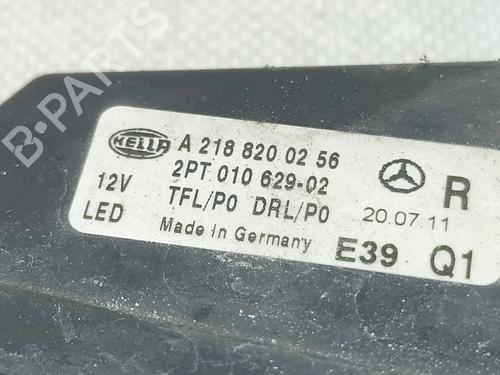 HELLA A 218 820 02 56
2PT 010 629-02 R
12V TFL/P0 DRL/P0 20.07.11
LED Made in Germany E39 Q1
B-PARTS
B-PARTS